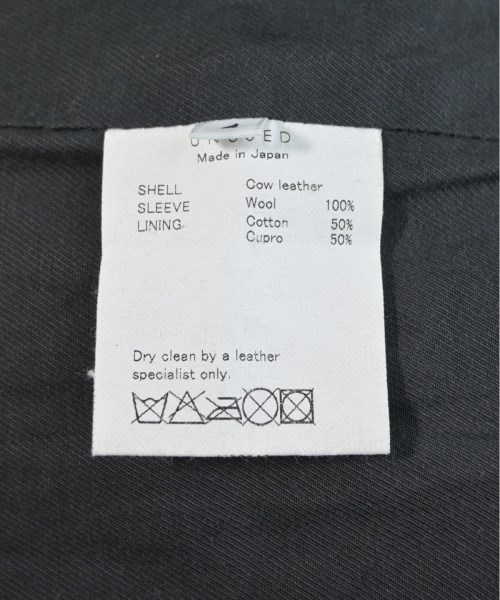 Made in Japan
SHELL Cow leather
SLEEVE Wool 100%
LINING Cotton 50%
Cupro 50%
Dry clean by a leather
specialist only.